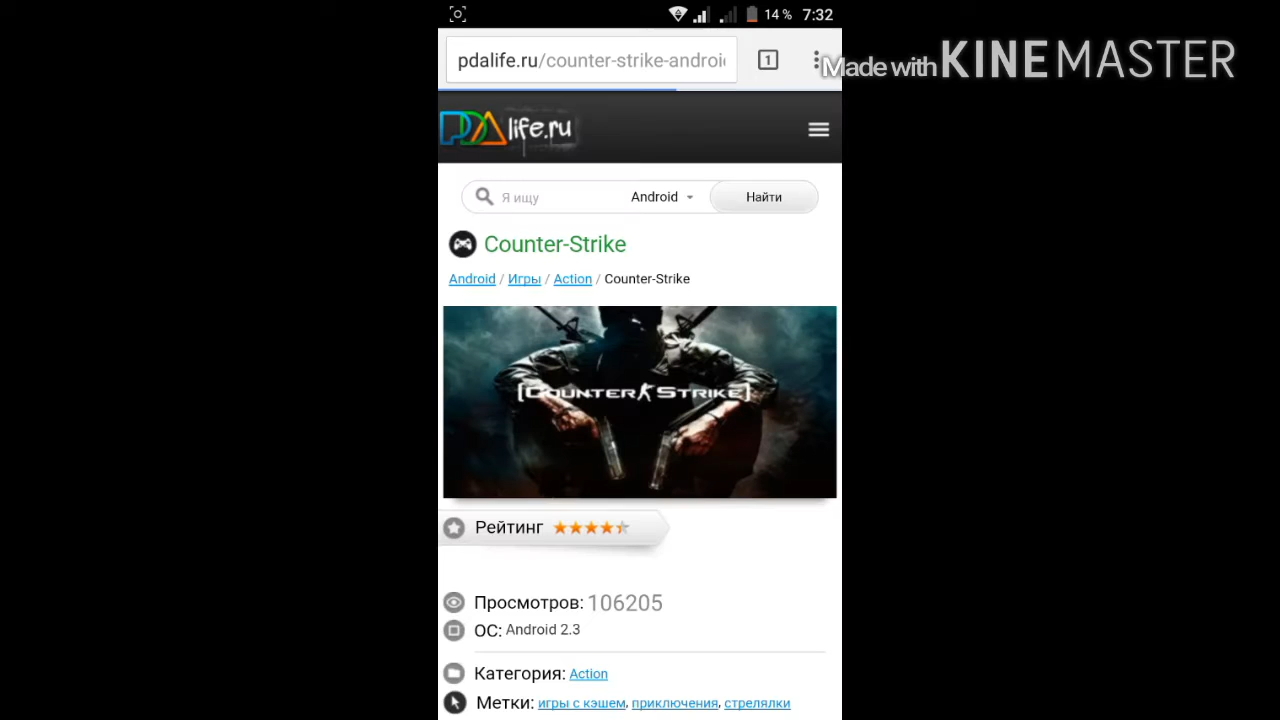 14 % 7:32
pdalife.ru/counter-strike-androi
1
Made with KINEMASTER
PDAlife.ru
Я ищу Android Найти
Counter-Strike
Android / Игры / Action / Counter-Strike
[COUNTER STRIKE]
Рейтинг
Просмотров: 106205
ОС: Android 2.3
Категория: Action
Метки: игры с кэшем, приключения, стрелялки